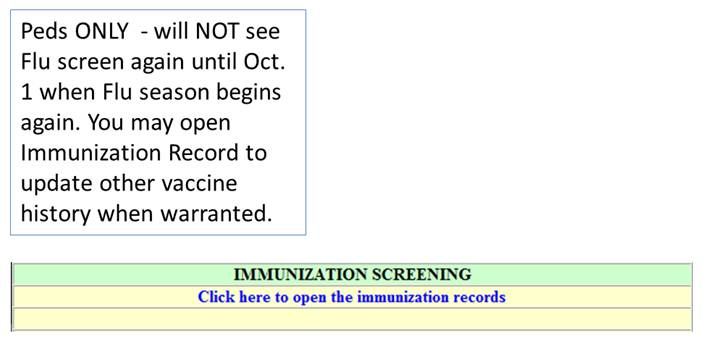 Peds ONLY - will NOT see
Flu screen again until Oct.
1 when Flu season begins
again. You may open
Immunization Record to
update other vaccine
history when warranted.
IMMUNIZATION SCREENING
Click here to open the immunization records